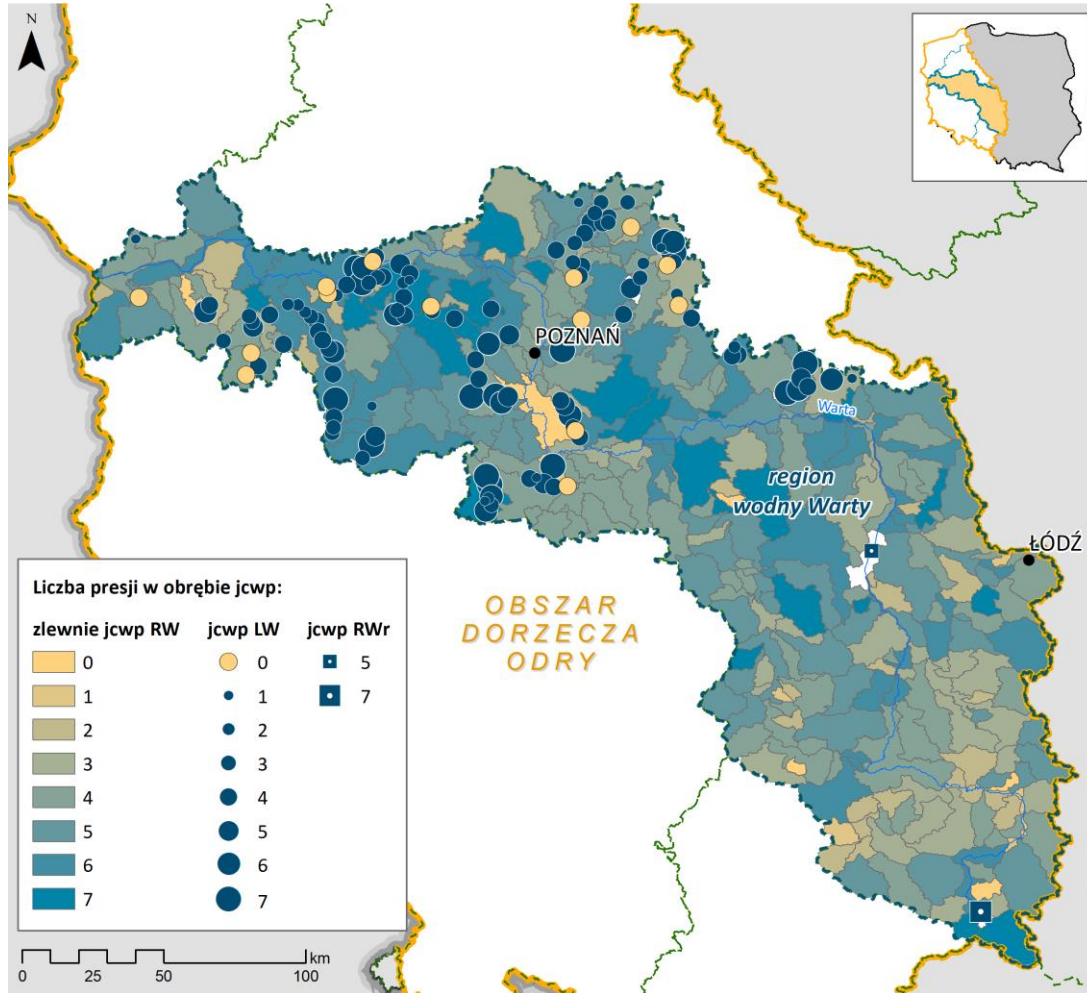 N
POZNAŃ
Warta
region
wodny Warty
ŁÓDŹ
OBSZAR
DORZECZA
ODRY
Liczba presji w obrębie jcwp:
zlewnie jcwp RW
0
1
2
3
4
5
6
7
jcwp LW
0
1
2
3
4
5
6
7
jcwp RWr
5
7
km
0 25 50 100